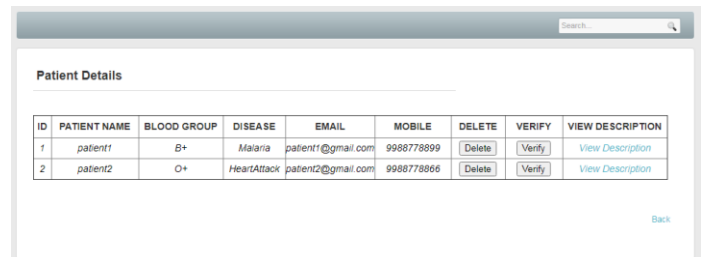 Search...
Patient Details
ID PATIENT NAME BLOOD GROUP DISEASE EMAIL MOBILE DELETE VERIFY VIEW DESCRIPTION
1 patient1 B+ Malaria patient1@gmail.com 9988778899 Delete Verify View Description
2 patient2 O+ HeartAttack patient2@gmail.com 9988778866 Delete Verify View Description
Back